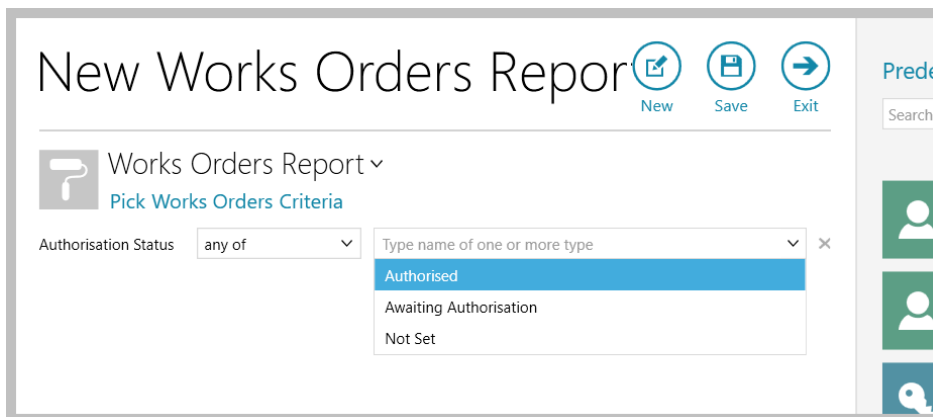 New Works Orders Repor
New
Save
Exit
Works Orders Report
Pick Works Orders Criteria
Authorisation Status
any of
Type name of one or more type
Authorised
Awaiting Authorisation
Not Set
Prede
Search